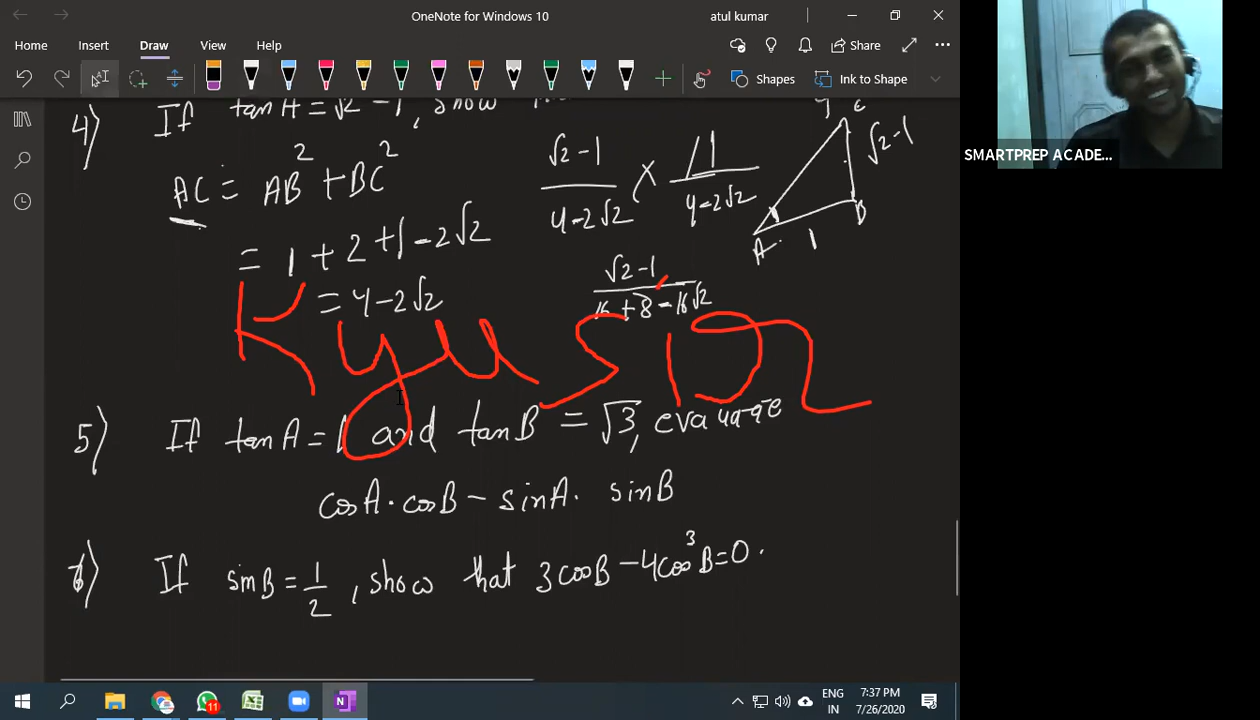 OneNote for Windows 10
atul kumar
Home Insert Draw View Help
Share
Shapes Ink to Shape
4) If tan A = √2 - 1, show
AC² = AB² + BC²
= 1 + 2 + 1 - 2√2
= 4 - 2√2
√2 - 1 / 4 - 2√2 × 1 / 4 - 2√2
√2 - 1 / 16 + 8 - 16√2
C √2 - 1
A 1 B
Kyu SIR
5) If tan A = 1 and tan B = √3, evaluate
cos A · cos B - sin A · sin B
6) If sin B = 1/2, show that 3 cos B - 4 cos³ B = 0.
SMARTPREP ACADE...
11
ENG
IN
7:37 PM
7/26/2020